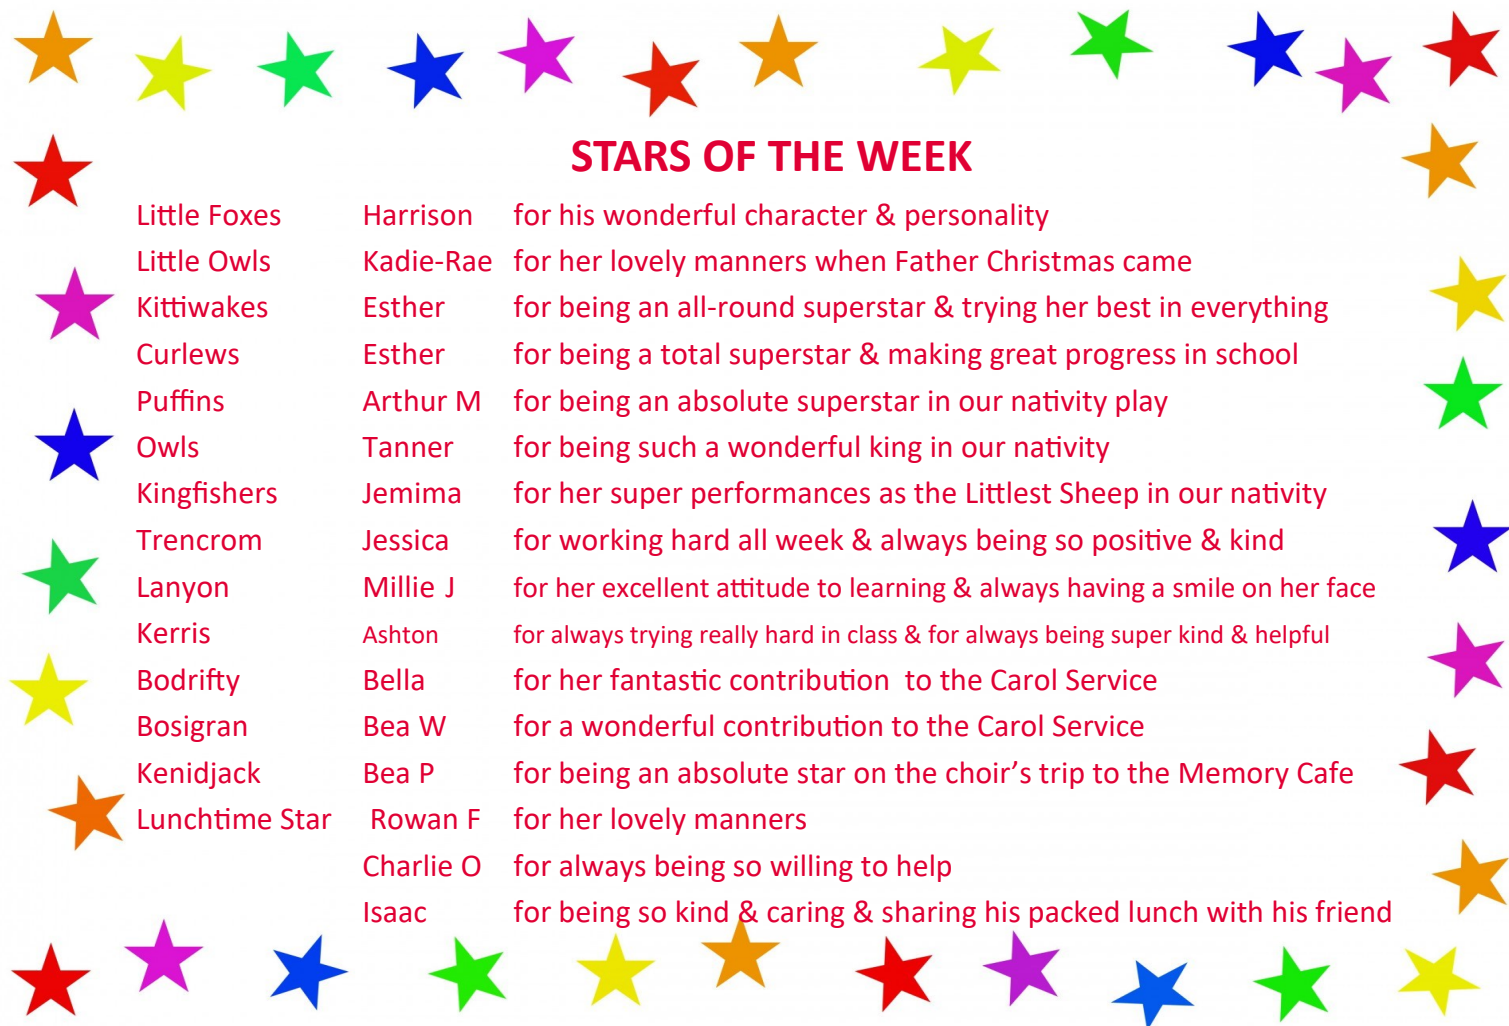 STARS OF THE WEEK
Little Foxes Harrison for his wonderful character & personality
Little Owls Kadie-Rae for her lovely manners when Father Christmas came
Kittiwakes Esther for being an all-round superstar & trying her best in everything
Curlews Esther for being a total superstar & making great progress in school
Puffins Arthur M for being an absolute superstar in our nativity play
Owls Tanner for being such a wonderful king in our nativity
Kingfishers Jemima for her super performances as the Littlest Sheep in our nativity
Trencrom Jessica for working hard all week & always being so positive & kind
Lanyon Millie J for her excellent attitude to learning & always having a smile on her face
Kerris Ashton for always trying really hard in class & for always being super kind & helpful
Bodrifty Bella for her fantastic contribution to the Carol Service
Bosigran Bea W for a wonderful contribution to the Carol Service
Kenidjack Bea P for being an absolute star on the choir’s trip to the Memory Cafe
Lunchtime Star Rowan F for her lovely manners
Charlie O for always being so willing to help
Isaac for being so kind & caring & sharing his packed lunch with his friend